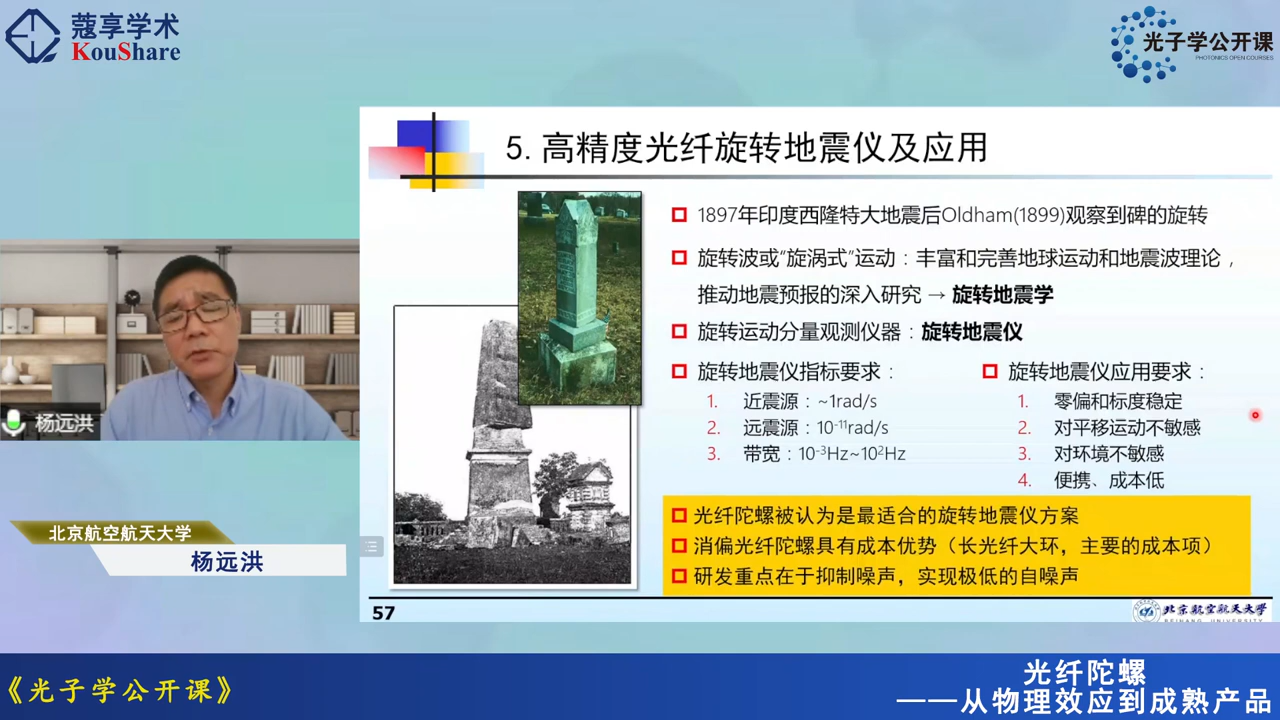 蔻享学术
KouShare
光子学公开课
PHOTONICS OPEN COURSES
5. 高精度光纤旋转地震仪及应用
1897年印度西隆特大地震后Oldham(1899)观察到碑的旋转
旋转波或“旋涡式”运动：丰富和完善地球运动和地震波理论，
推动地震预报的深入研究 → 旋转地震学
旋转运动分量观测仪器：旋转地震仪
旋转地震仪指标要求：
1. 近震源：~1rad/s
2. 远震源：10⁻¹¹rad/s
3. 带宽：10⁻³Hz~10²Hz
旋转地震仪应用要求：
1. 零偏和标度稳定
2. 对平移运动不敏感
3. 对环境不敏感
4. 便携、成本低
光纤陀螺被认为是最适合的旋转地震仪方案
消偏光纤陀螺具有成本优势（长光纤大环，主要的成本项）
研发重点在于抑制噪声，实现极低的自噪声
57
北京航空航天大学
BEIHANG UNIVERSITY
杨远洪
北京航空航天大学
杨远洪
《光子学公开课》
光纤陀螺
——从物理效应到成熟产品